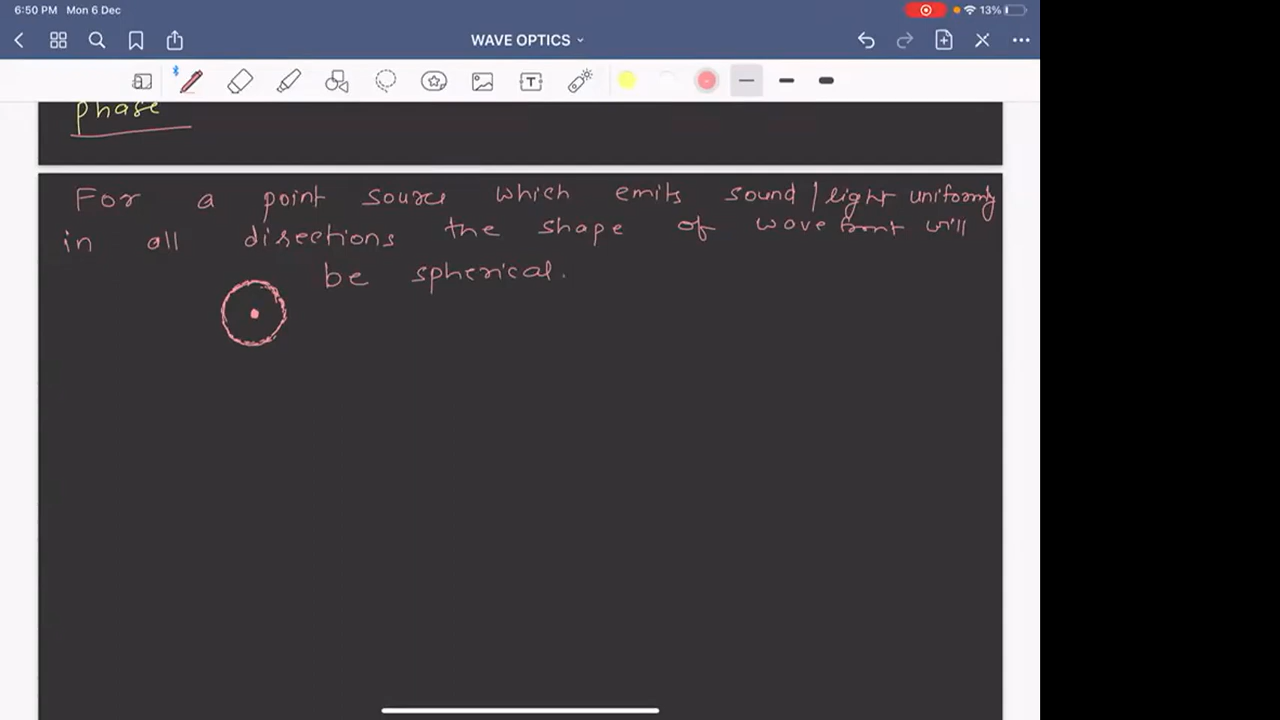 6:50 PM Mon 6 Dec
13%
WAVE OPTICS
phase
For a point source which emits sound / light uniformly
in all directions the shape of wavefront will
be spherical.